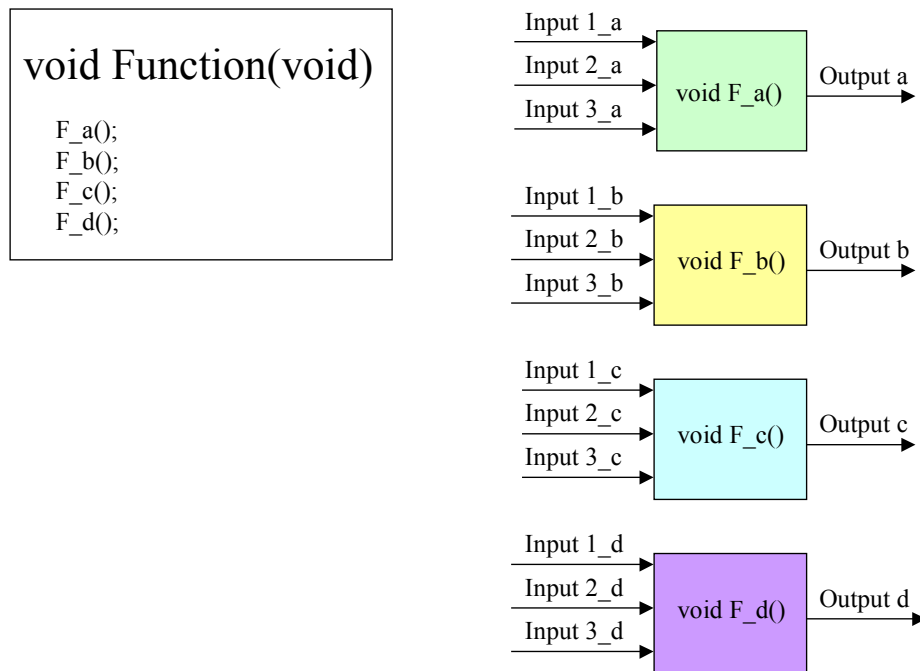 void Function(void)
F_a();
F_b();
F_c();
F_d();
Input 1_a
Input 2_a
Input 3_a
void F_a()
Output a
Input 1_b
Input 2_b
Input 3_b
void F_b()
Output b
Input 1_c
Input 2_c
Input 3_c
void F_c()
Output c
Input 1_d
Input 2_d
Input 3_d
void F_d()
Output d